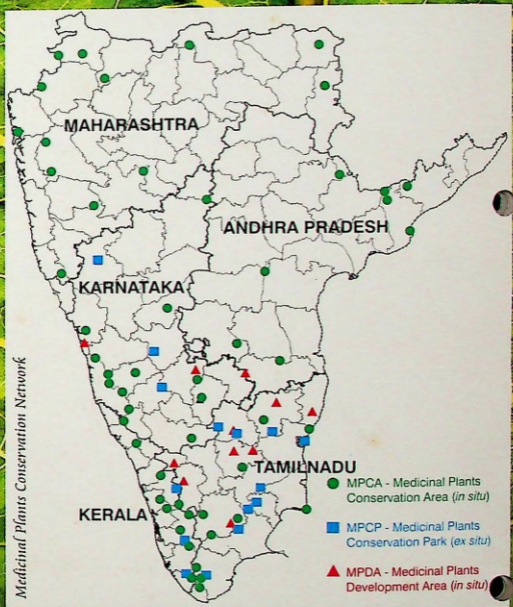 MAHARASHTRA
ANDHRA PRADESH
KARNATAKA
TAMILNADU
KERALA
MPCA - Medicinal Plants
Conservation Area (in situ)
MPCP - Medicinal Plants
Conservation Park (ex situ)
MPDA - Medicinal Plants
Development Area (in situ)
Medicinal Plants Conservation Network